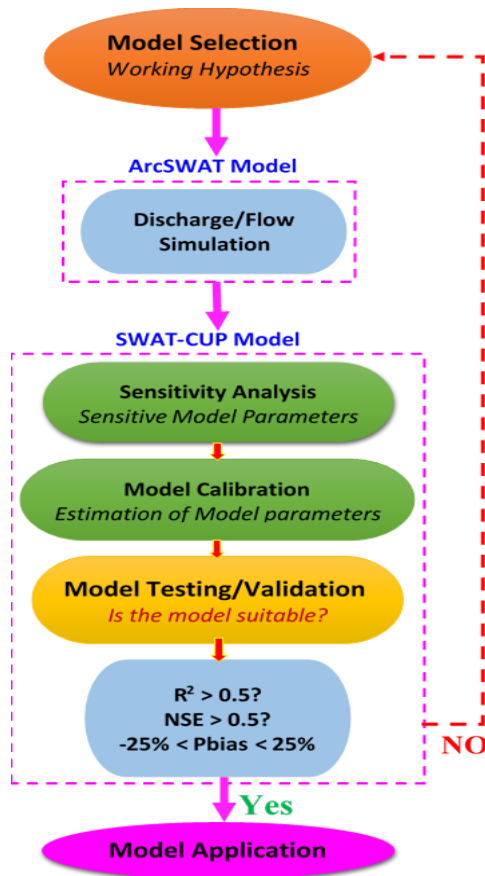 Model Selection
Working Hypothesis
ArcSWAT Model
Discharge/Flow
Simulation
SWAT-CUP Model
Sensitivity Analysis
Sensitive Model Parameters
Model Calibration
Estimation of Model parameters
Model Testing/Validation
Is the model suitable?
R² > 0.5?
NSE > 0.5?
-25% < Pbias < 25%
NO
Yes
Model Application